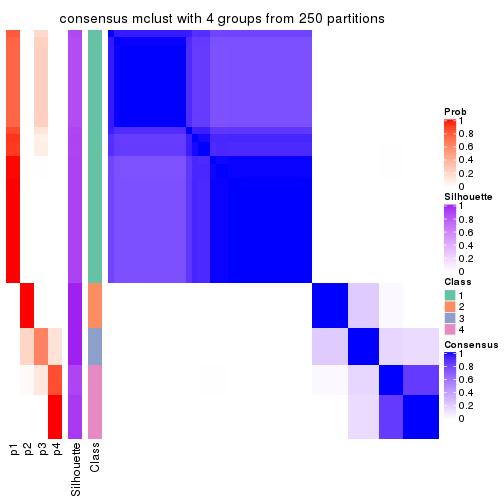 consensus mclust with 4 groups from 250 partitions
Prob
1
0.8
0.6
0.4
0.2
0
Silhouette
1
0.8
0.6
0.4
0.2
0
Class
1
2
3
4
Consensus
1
0.8
0.6
0.4
0.2
0
p1
p2
p3
p4
Silhouette
Class